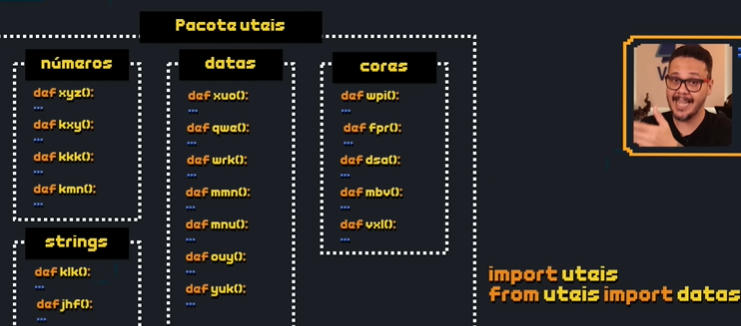 Pacote uteis
números
def xyz():
...
def kxy():
...
def kkk():
...
def kmn():
...
strings
def klk():
...
def jhf():
...
datas
def xuo():
...
def qwe():
...
def wrk():
...
def mmn():
...
def mnu():
...
def ouy():
...
def yuk():
...
cores
def wpi():
...
def fpr():
...
def dsa():
...
def mbv():
...
def vxl():
...
import uteis
from uteis import datas